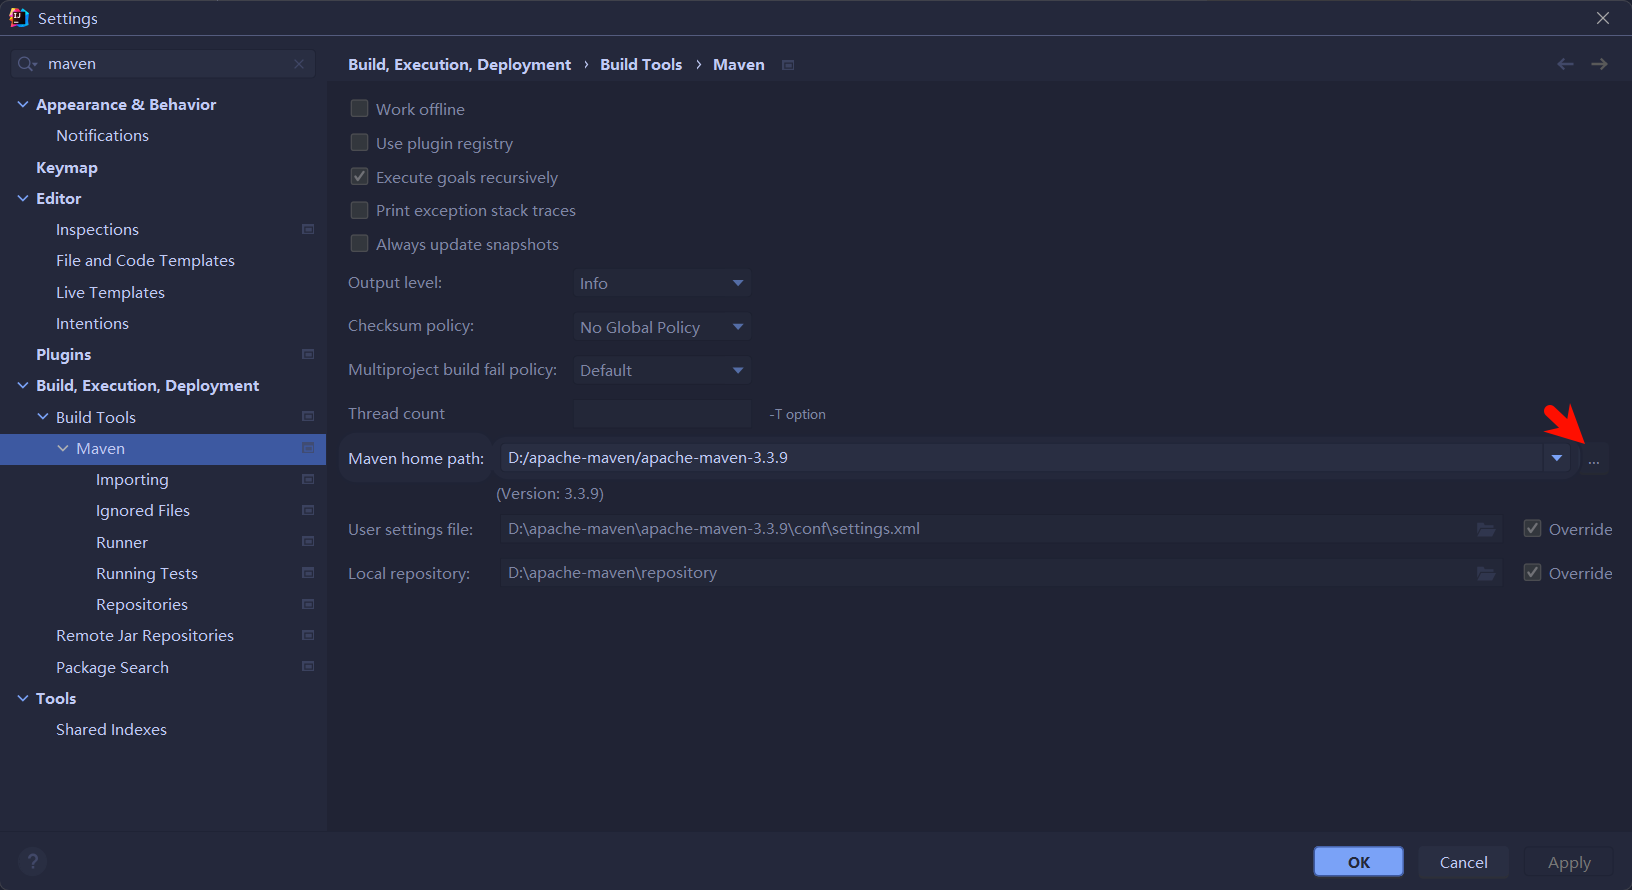 Settings
maven
Build, Execution, Deployment › Build Tools › Maven
Appearance & Behavior
Notifications
Keymap
Editor
Inspections
File and Code Templates
Live Templates
Intentions
Plugins
Build, Execution, Deployment
Build Tools
Maven
Importing
Ignored Files
Runner
Running Tests
Repositories
Remote Jar Repositories
Package Search
Tools
Shared Indexes
Work offline
Use plugin registry
Execute goals recursively
Print exception stack traces
Always update snapshots
Output level: Info
Checksum policy: No Global Policy
Multiproject build fail policy: Default
Thread count -T option
Maven home path: D:/apache-maven/apache-maven-3.3.9 ...
(Version: 3.3.9)
User settings file: D:\apache-maven\apache-maven-3.3.9\conf\settings.xml Override
Local repository: D:\apache-maven\repository Override
? OK Cancel Apply